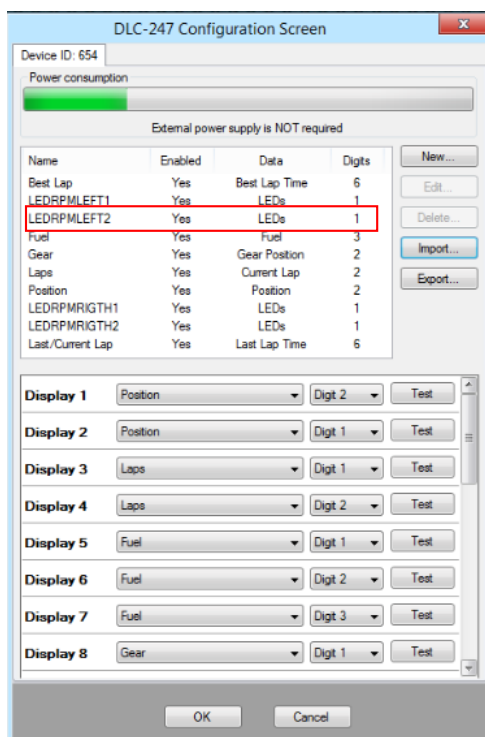 DLC-247 Configuration Screen
x
Device ID: 654
Power consumption
External power supply is NOT required
Name Enabled Data Digits
Best Lap Yes Best Lap Time 6
LEDRPMLEFT1 Yes LEDs 1
LEDRPMLEFT2 Yes LEDs 1
Fuel Yes Fuel 3
Gear Yes Gear Position 2
Laps Yes Current Lap 2
Position Yes Position 2
LEDRPMRIGTH1 Yes LEDs 1
LEDRPMRIGTH2 Yes LEDs 1
Last/Current Lap Yes Last Lap Time 6
New...
Edit...
Delete...
Import...
Export...
Display 1 Position Digit 2 Test
Display 2 Position Digit 1 Test
Display 3 Laps Digit 1 Test
Display 4 Laps Digit 2 Test
Display 5 Fuel Digit 1 Test
Display 6 Fuel Digit 2 Test
Display 7 Fuel Digit 3 Test
Display 8 Gear Digit 1 Test
OK Cancel